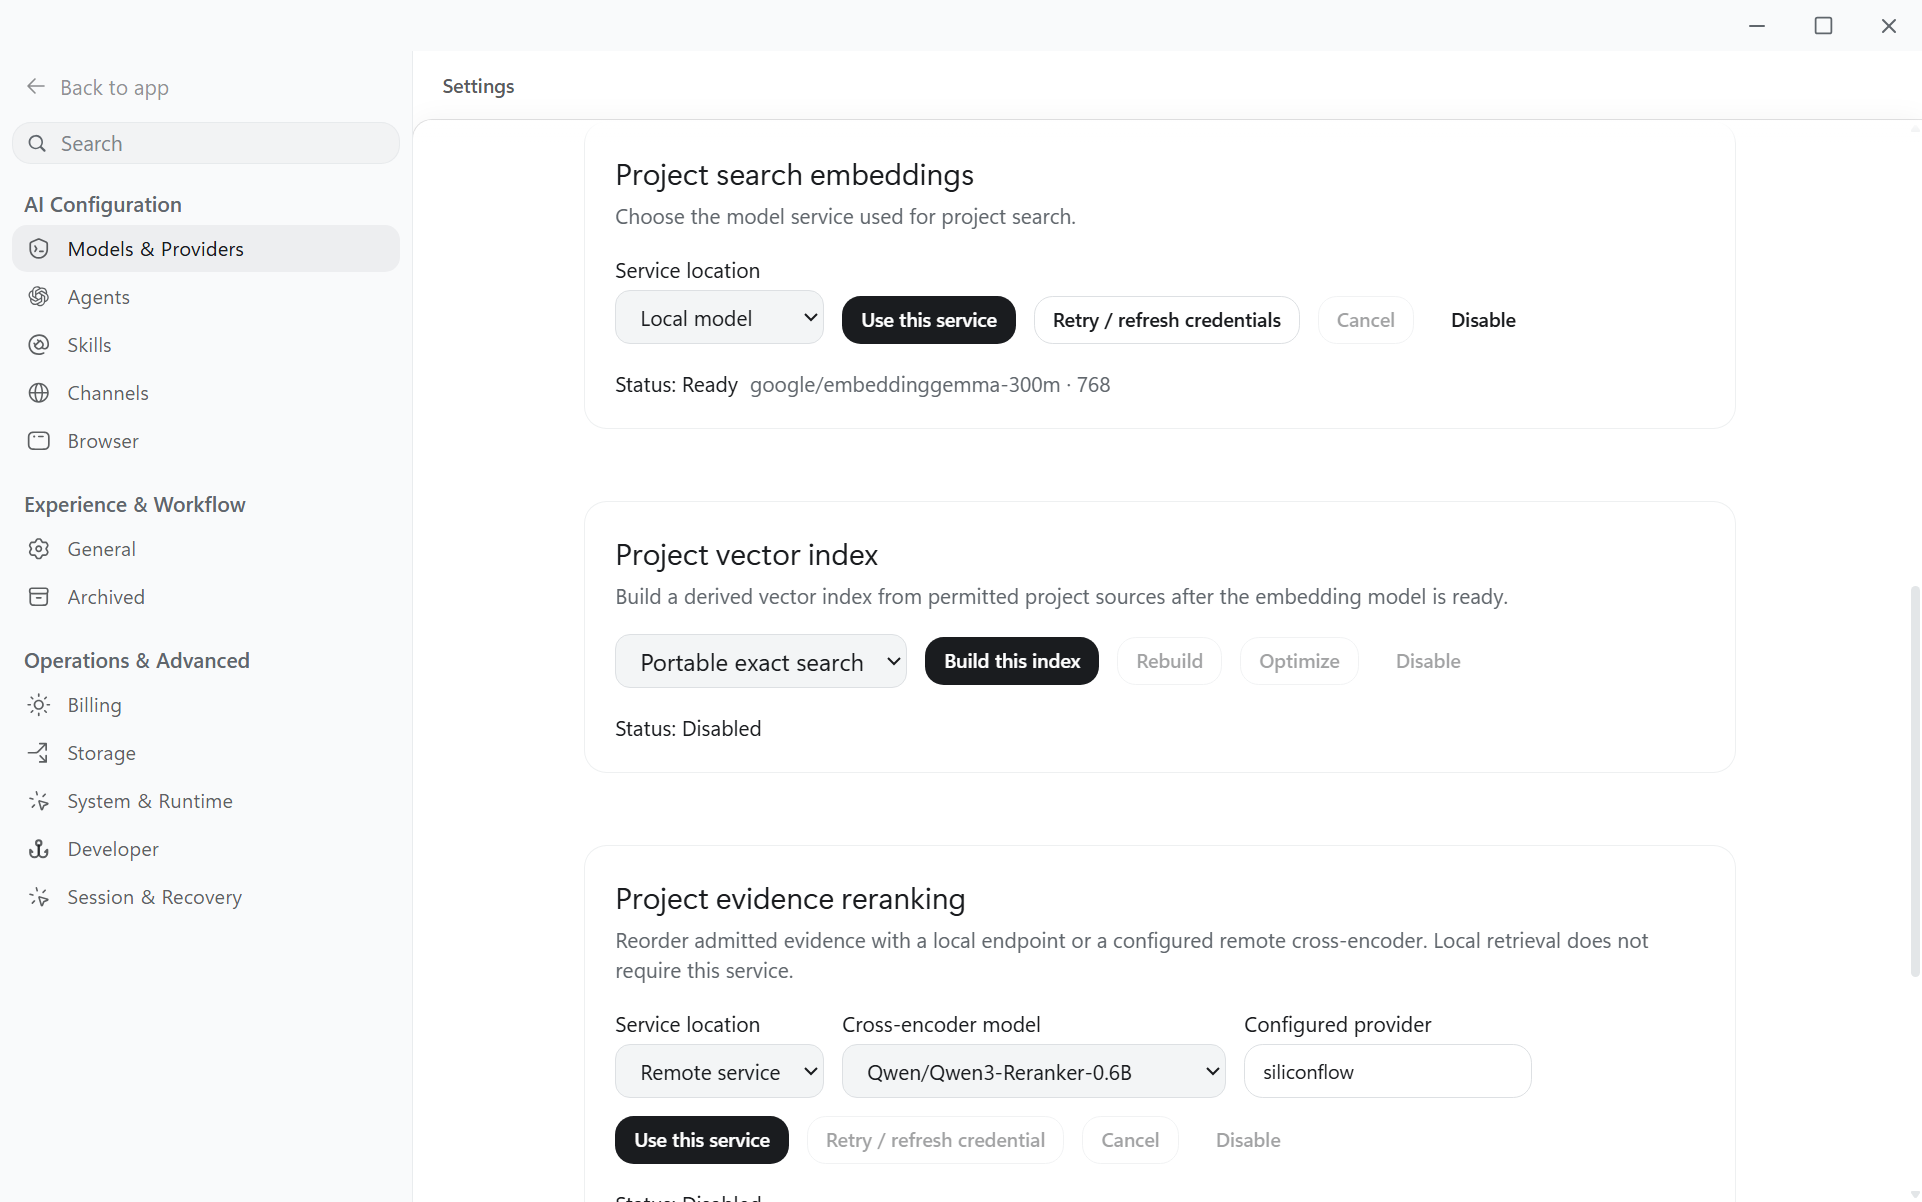 Back to app
Search
AI Configuration
Models & Providers
Agents
Skills
Channels
Browser
Experience & Workflow
General
Archived
Operations & Advanced
Billing
Storage
System & Runtime
Developer
Session & Recovery
Settings
Project search embeddings
Choose the model service used for project search.
Service location
Local model
Use this service
Retry / refresh credentials
Cancel
Disable
Status: Ready google/embeddinggemma-300m · 768
Project vector index
Build a derived vector index from permitted project sources after the embedding model is ready.
Portable exact search
Build this index
Rebuild
Optimize
Disable
Status: Disabled
Project evidence reranking
Reorder admitted evidence with a local endpoint or a configured remote cross-encoder. Local retrieval does not
require this service.
Service location
Cross-encoder model
Configured provider
Remote service
Qwen/Qwen3-Reranker-0.6B
siliconflow
Use this service
Retry / refresh credential
Cancel
Disable
Status: Disabled